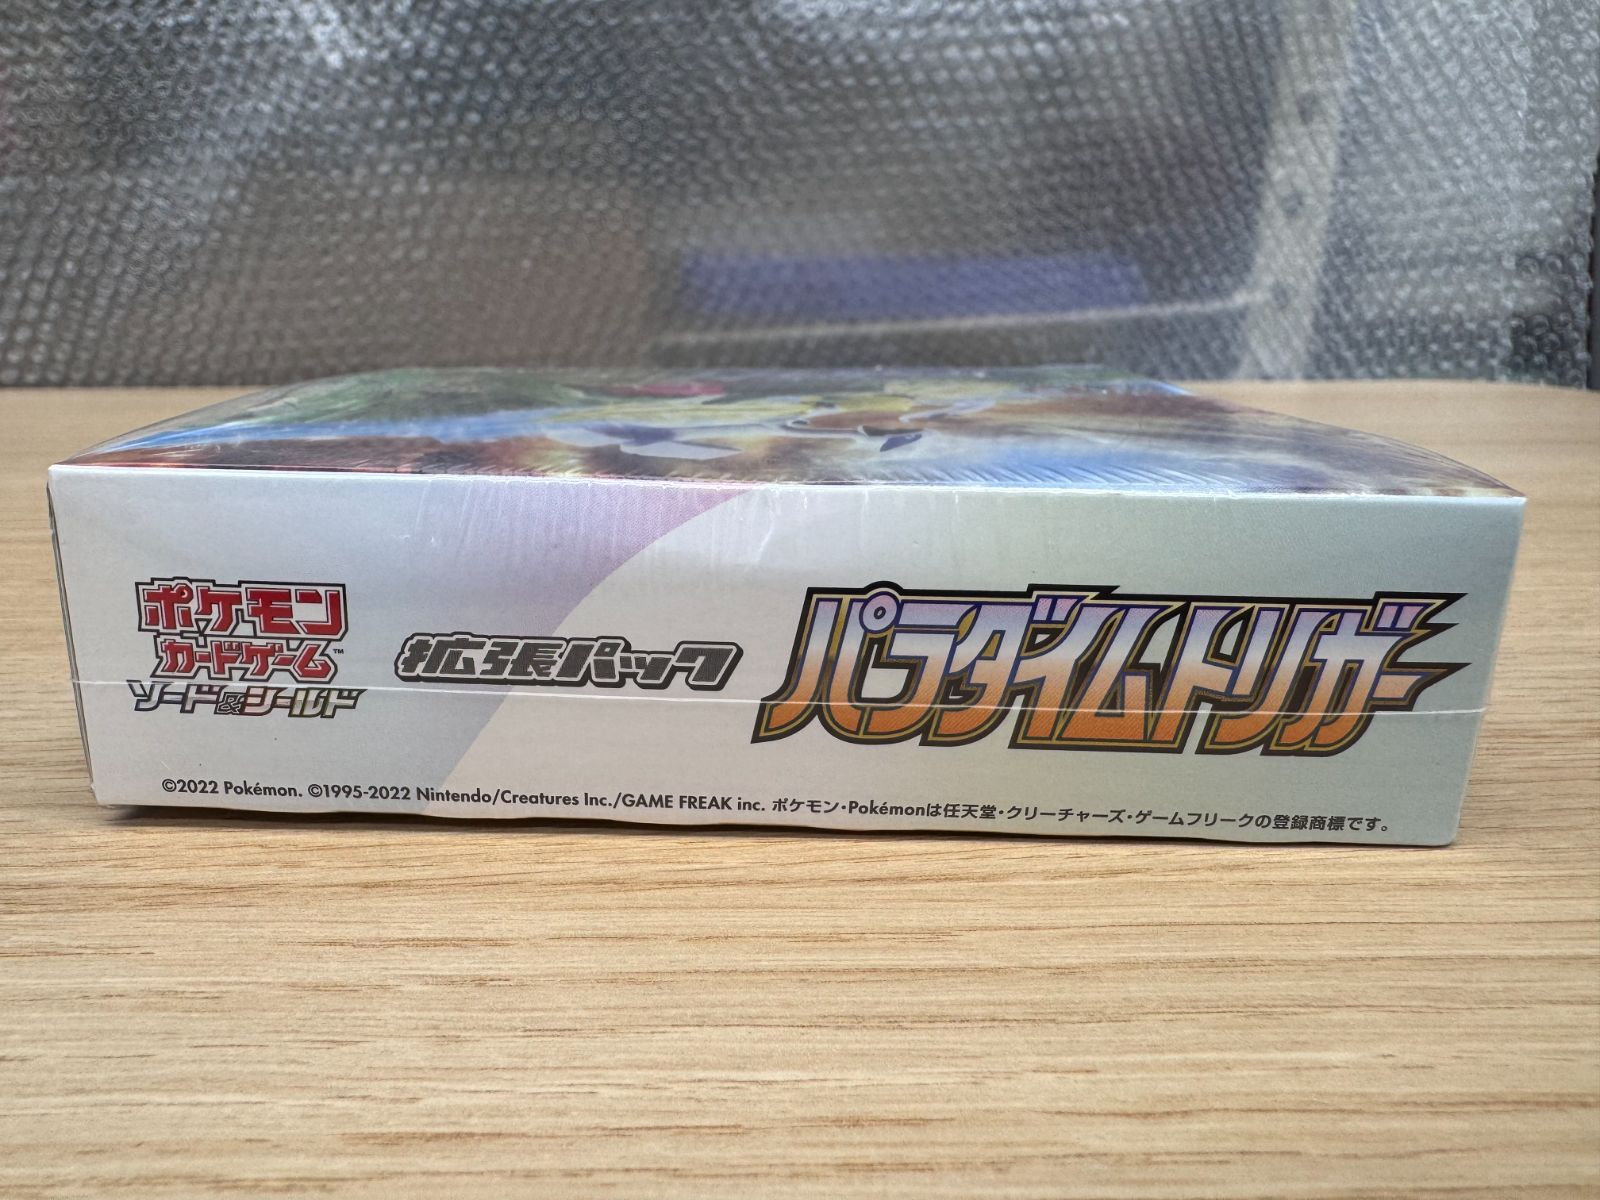 ポケモン
カードゲーム™
ソード&シールド
拡張パック
パラダイムトリガー
©2022 Pokémon. ©1995-2022 Nintendo/Creatures Inc./GAME FREAK inc. ポケモン・Pokémonは任天堂・クリーチャーズ・ゲームフリークの登録商標です。